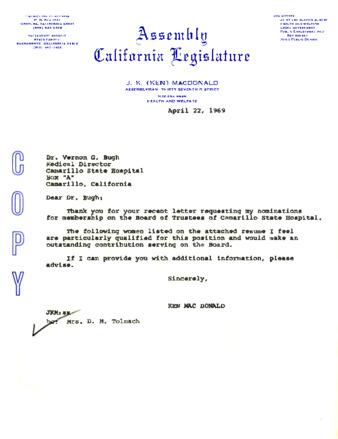 Assembly
California Legislature
J. K. (KEN) MACDONALD
ASSEMBLYMAN, THIRTY SEVENTH DISTRICT
HEALTH AND WELFARE
April 22, 1969
COPY
Dr. Vernon G. Bugh
Medical Director
Camarillo State Hospital
Box "A"
Camarillo, California
Dear Dr. Bugh:
Thank you for your recent letter requesting my nominations
for membership on the Board of Trustees of Camarillo State Hospital.
The following women listed on the attached resume I feel
are particularly qualified for this position and would make an
outstanding contribution serving on the Board.
If I can provide you with additional information, please
advise.
Sincerely,
KEN MAC DONALD
Mrs. D. M. Tolmach